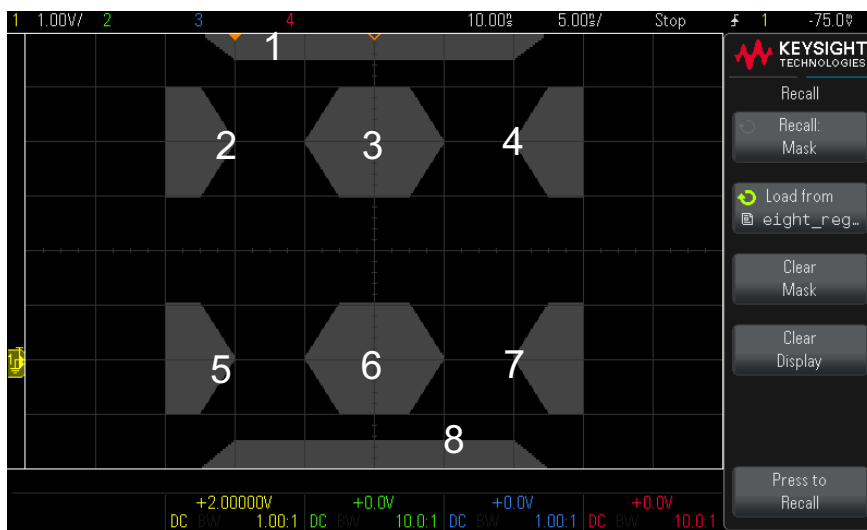 1 1.00V/ 2 3 4 10.00ms 5.00ms/ Stop 1 -75.0V
KEYSIGHT
TECHNOLOGIES
Recall
Recall:
Mask
Load from
eight_reg…
Clear
Mask
Clear
Display
Press to
Recall
1
2 3 4
5 6 7
8
+2.00000V +0.0V +0.0V +0.0V
DC BW 1.00:1 DC BW 10.0:1 DC BW 1.00:1 DC BW 10.0:1